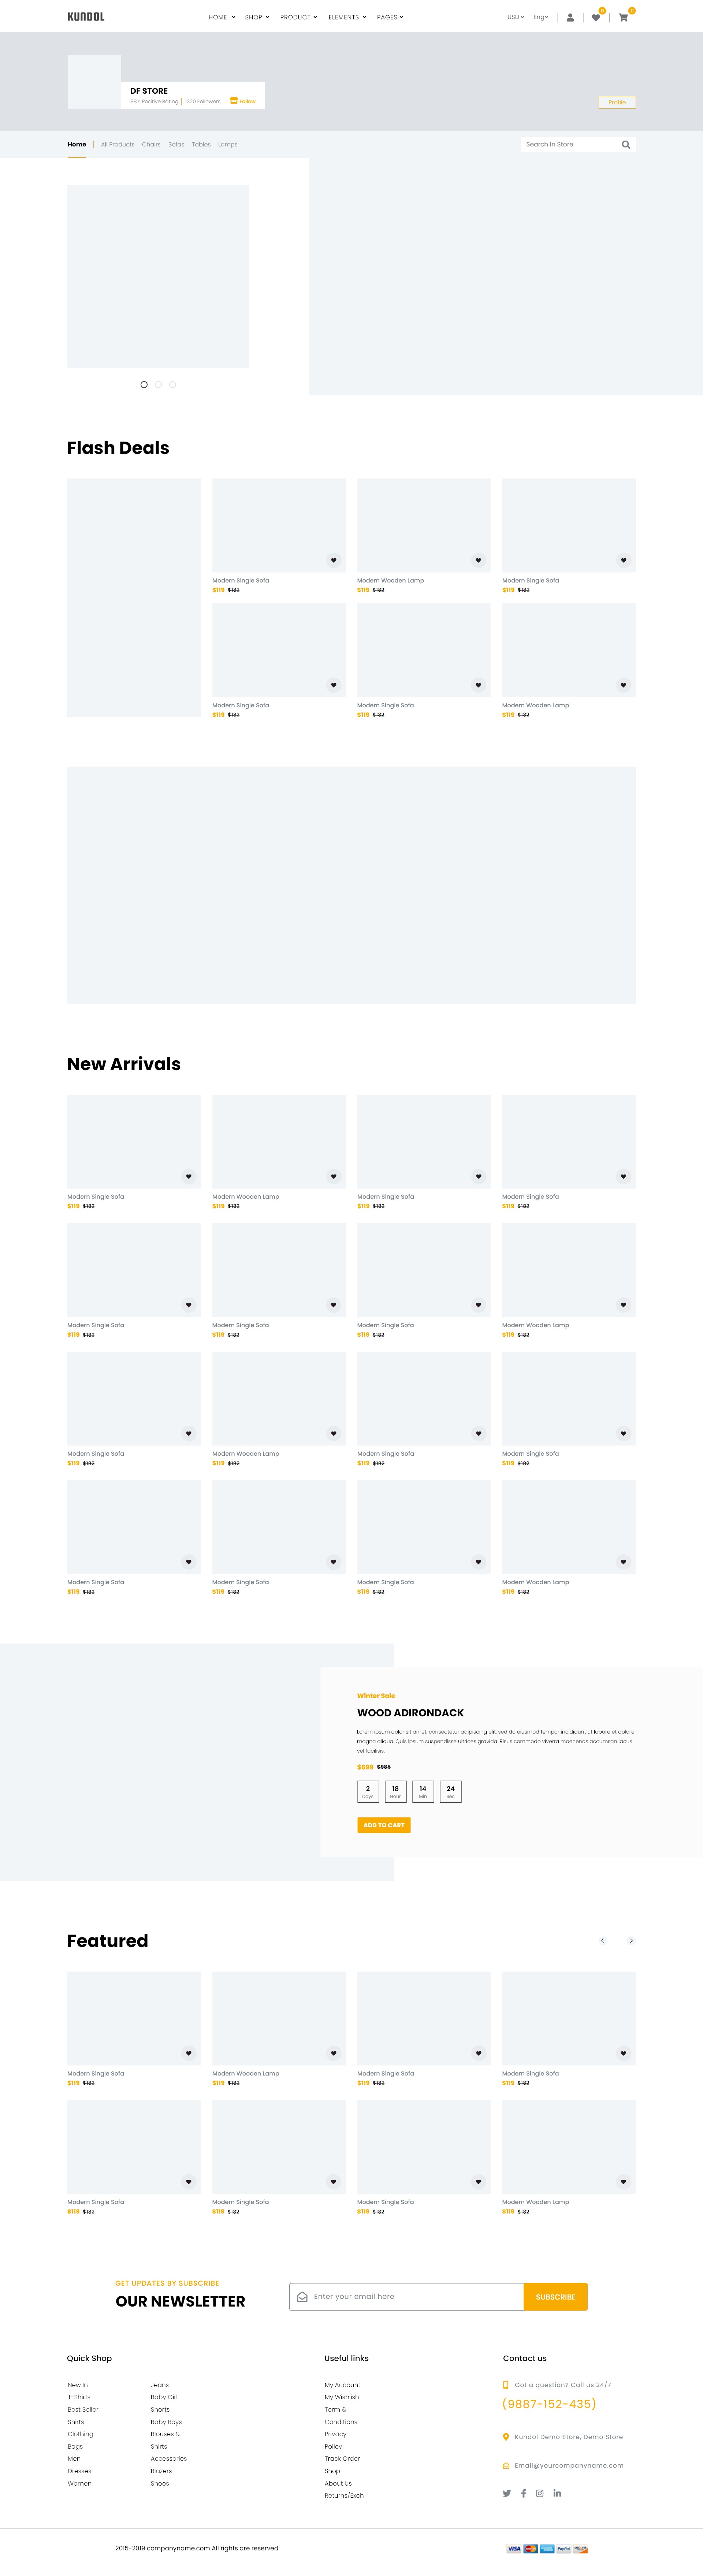 KUNDOL HOME SHOP PRODUCT ELEMENTS PAGES USD Eng 0 0
DF STORE
88% Positive Rating | 1320 Followers Follow
Profile
Home | All Products Chairs Sofas Tables Lamps Search In Store
Flash Deals
Modern Single Sofa Modern Wooden Lamp Modern Single Sofa
$119 $182 $119 $182 $119 $182
Modern Single Sofa Modern Single Sofa Modern Wooden Lamp
$119 $182 $119 $182 $119 $182
New Arrivals
Modern Single Sofa Modern Wooden Lamp Modern Single Sofa Modern Single Sofa
$119 $182 $119 $182 $119 $182 $119 $182
Modern Single Sofa Modern Single Sofa Modern Single Sofa Modern Wooden Lamp
$119 $182 $119 $182 $119 $182 $119 $182
Modern Single Sofa Modern Wooden Lamp Modern Single Sofa Modern Single Sofa
$119 $182 $119 $182 $119 $182 $119 $182
Modern Single Sofa Modern Single Sofa Modern Single Sofa Modern Wooden Lamp
$119 $182 $119 $182 $119 $182 $119 $182
Winter Sale
WOOD ADIRONDACK
Lorem ipsum dolor sit amet, consectetur adipiscing elit, sed do eiusmod tempor incididunt ut labore et dolore
magna aliqua. Quis ipsum suspendisse ultrices gravida. Risus commodo viverra maecenas accumsan lacus
vel facilisis.
$699 $985
2 18 14 24
Days Hour Min Sec
ADD TO CART
Featured
Modern Single Sofa Modern Wooden Lamp Modern Single Sofa Modern Single Sofa
$119 $182 $119 $182 $119 $182 $119 $182
Modern Single Sofa Modern Single Sofa Modern Single Sofa Modern Wooden Lamp
$119 $182 $119 $182 $119 $182 $119 $182
GET UPDATES BY SUBSCRIBE
OUR NEWSLETTER
Enter your email here SUBSCRIBE
Quick Shop
New In
T-Shirts
Best Seller
Shirts
Clothing
Bags
Men
Dresses
Women
Jeans
Baby Girl
Shorts
Baby Boys
Blouses &
Shirts
Accessories
Blazers
Shoes
Useful links
My Account
My Wishlish
Term &
Conditions
Privacy
Policy
Track Order
Shop
About Us
Returns/Exch
Contact us
Got a question? Call us 24/7
(9887-152-435)
Kundol Demo Store, Demo Store
Email@yourcompanyname.com
2015-2019 companyname.com All rights are reserved
VISA PayPal